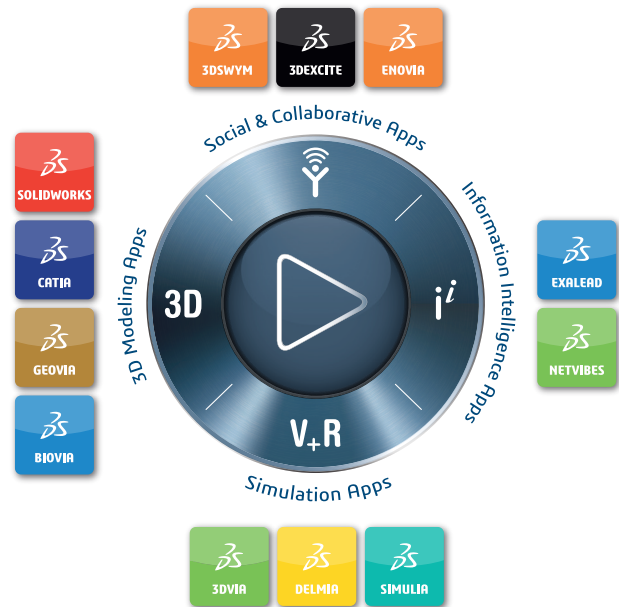 3DSWYM
3DEXCITE
ENOVIA
Social & Collaborative Apps
SOLIDWORKS
CATIA
GEOVIA
BIOVIA
3D Modeling Apps
3D
iⁱ
Information Intelligence Apps
EXALEAD
NETVIBES
V+R
Simulation Apps
3DVIA
DELMIA
SIMULIA